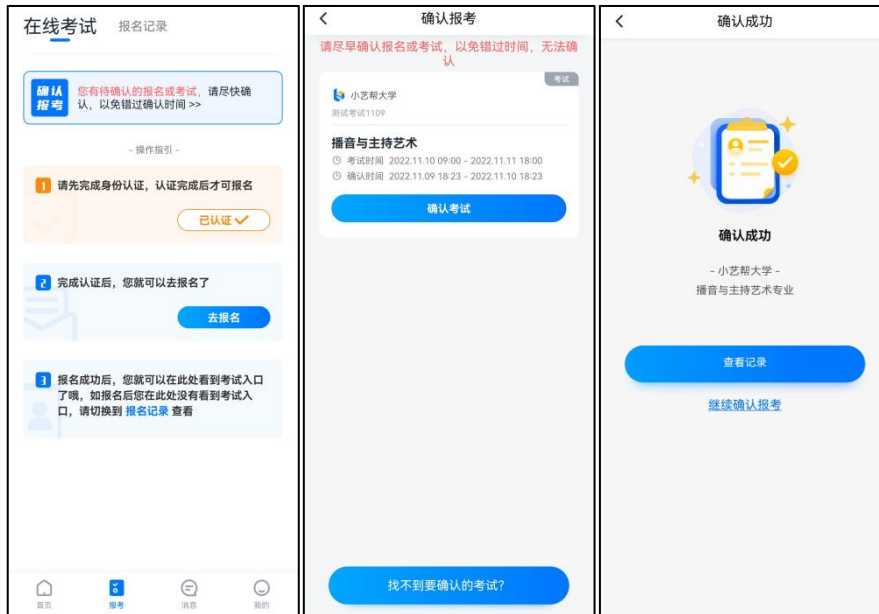 在线考试 报名记录
确认
报考
您有待确认的报名或考试，请尽快确
认，以免错过确认时间 >>
- 操作指引 -
1 请先完成身份认证，认证完成后才可报名
已认证
2 完成认证后，您就可以去报名了
去报名
3 报名成功后，您就可以在此处看到考试入口
了哦，如报名后您在此处没有看到考试入
口，请切换到 报名记录 查看
首页 报考 消息 我的
确认报考
请尽早确认报名或考试，以免错过时间，无法确
认
考试
小艺帮大学
测试考试1109
播音与主持艺术
考试时间 2022.11.10 09:00 - 2022.11.11 18:00
确认时间 2022.11.09 18:23 - 2022.11.10 18:23
确认考试
找不到要确认的考试？
确认成功
确认成功
- 小艺帮大学 -
播音与主持艺术专业
查看记录
继续确认报考